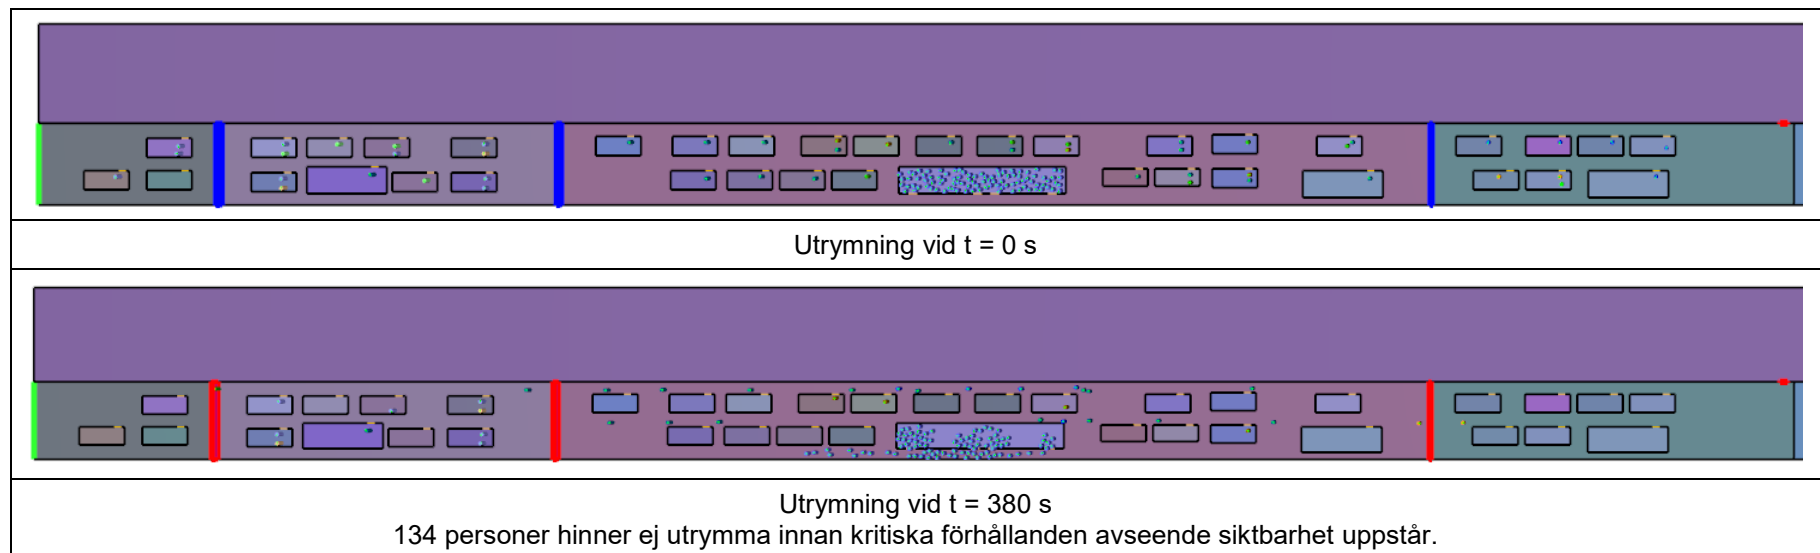 Utrymning vid t = 0 s
Utrymning vid t = 380 s
134 personer hinner ej utrymma innan kritiska förhållanden avseende siktbarhet uppstår.